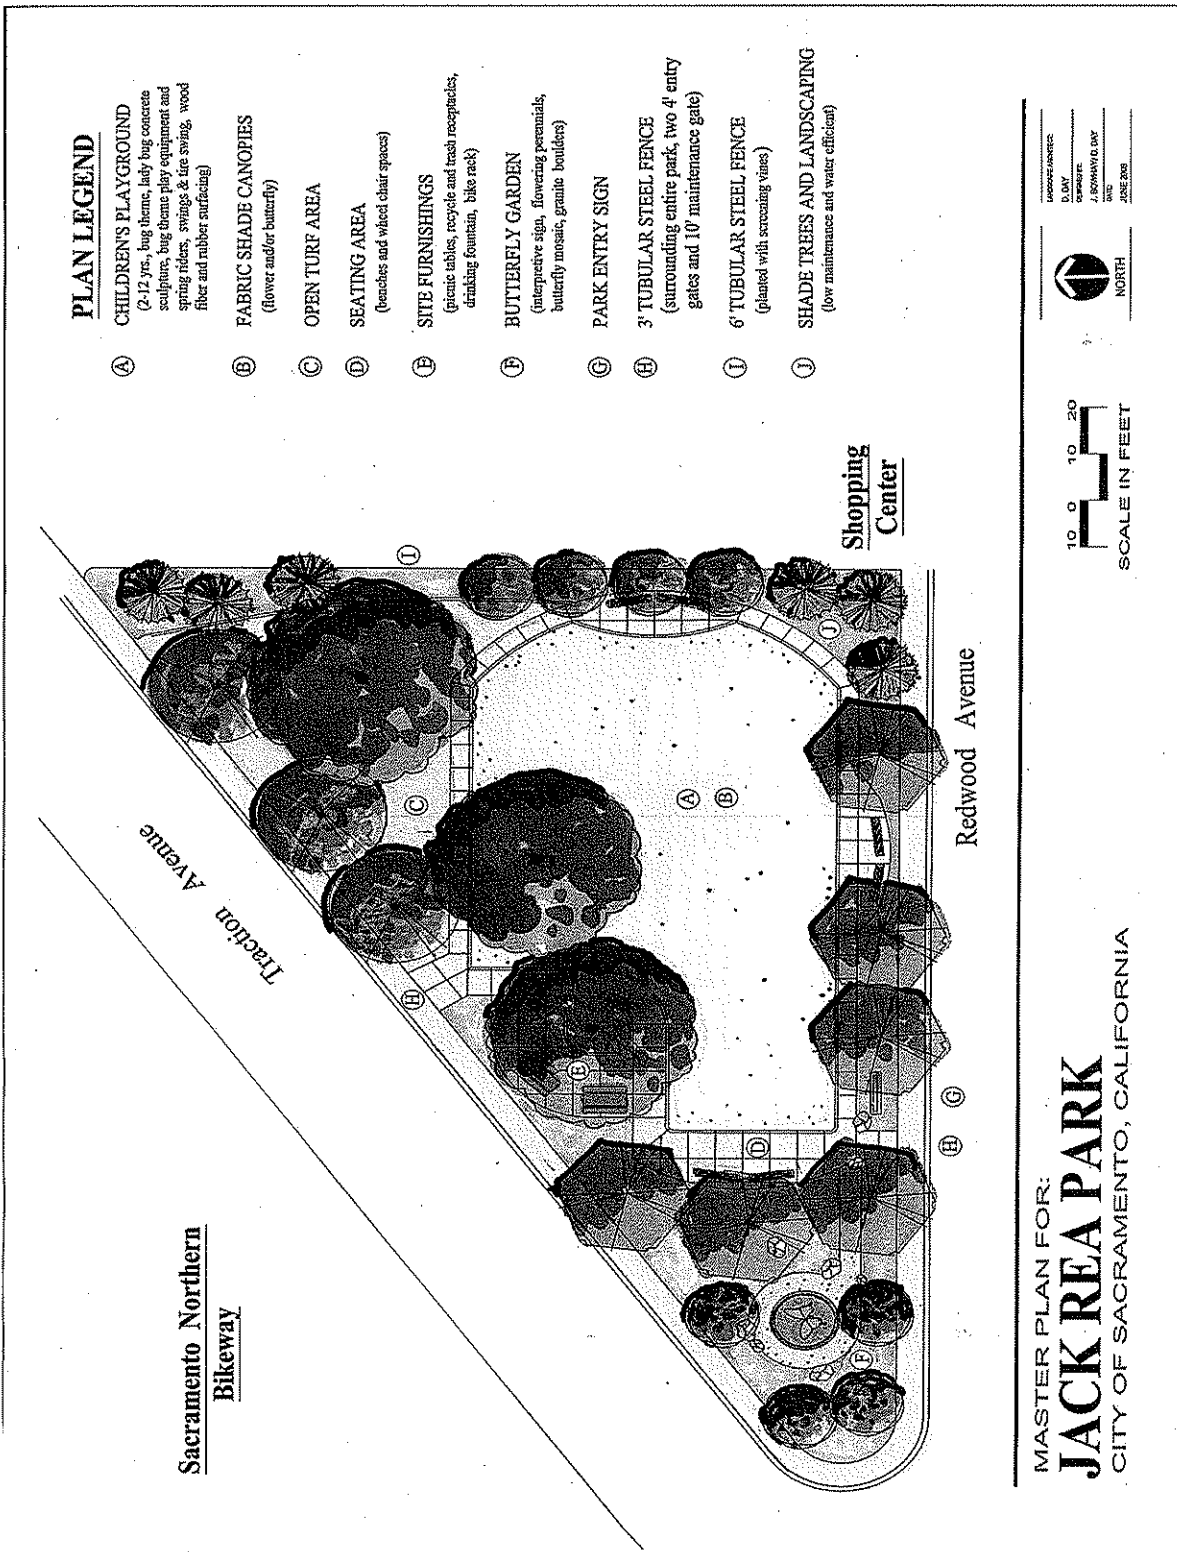 PLAN LEGEND
Ⓐ CHILDREN'S PLAYGROUND
(2-12 yrs., bug theme, lady bug concrete
sculpture, bug theme play equipment and
spring riders, swings & tire swing, wood
fiber and rubber surfacing)
Ⓑ FABRIC SHADE CANOPIES
(flower and/or butterfly)
Ⓒ OPEN TURF AREA
Ⓓ SEATING AREA
(benches and wheel chair spaces)
Ⓔ SITE FURNISHINGS
(picnic tables, recycle and trash receptacles,
drinking fountain, bike rack)
Ⓕ BUTTERFLY GARDEN
(interpretive sign, flowering perennials,
butterfly mosaic, granite boulders)
Ⓖ PARK ENTRY SIGN
Ⓗ 3' TUBULAR STEEL FENCE
(surrounding entire park, two 4' entry
gates and 10' maintenance gate)
Ⓘ 6' TUBULAR STEEL FENCE
(planted with screening vines)
Ⓙ SHADE TREES AND LANDSCAPING
(low maintenance and water efficient)
Sacramento Northern
Bikeway
Traction Avenue
Ⓘ
Ⓒ
Ⓗ
Ⓔ
Ⓐ
Ⓑ
Ⓓ
Ⓙ
Ⓕ
Ⓗ
Ⓖ
Shopping
Center
Redwood Avenue
MASTER PLAN FOR:
JACK REA PARK
CITY OF SACRAMENTO, CALIFORNIA
10 0 10 20
SCALE IN FEET
NORTH
D. DAY
DATE:
JUNE 2008